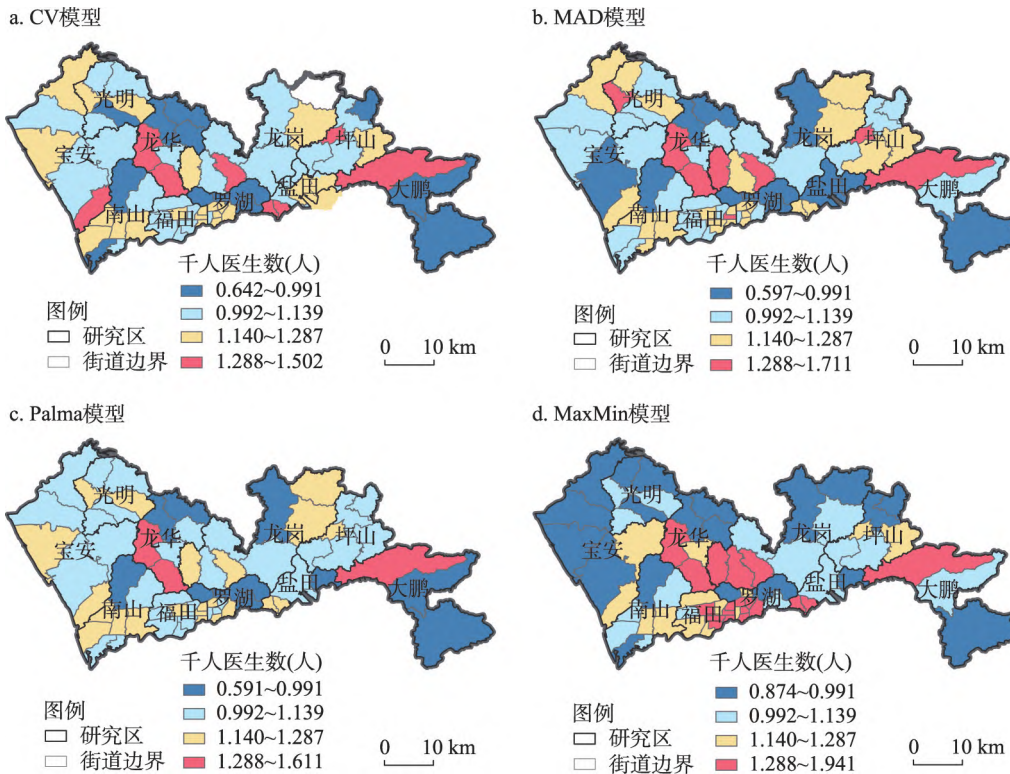 a. CV模型
光明
龙华
宝安
龙岗
坪山
盐田
大鹏
罗湖
南山
福田
千人医生数(人)
图例
0.642~0.991
0.992~1.139
研究区
1.140~1.287
街道边界
1.288~1.502
0 10 km
b. MAD模型
光明
龙华
宝安
龙岗
坪山
盐田
大鹏
罗湖
南山
福田
千人医生数(人)
图例
0.597~0.991
0.992~1.139
研究区
1.140~1.287
街道边界
1.288~1.711
0 10 km
c. Palma模型
光明
龙华
宝安
龙岗
坪山
盐田
大鹏
罗湖
南山
福田
千人医生数(人)
图例
0.591~0.991
0.992~1.139
研究区
1.140~1.287
街道边界
1.288~1.611
0 10 km
d. MaxMin模型
光明
龙华
宝安
龙岗
坪山
盐田
大鹏
罗湖
南山
福田
千人医生数(人)
图例
0.874~0.991
0.992~1.139
研究区
1.140~1.287
街道边界
1.288~1.941
0 10 km